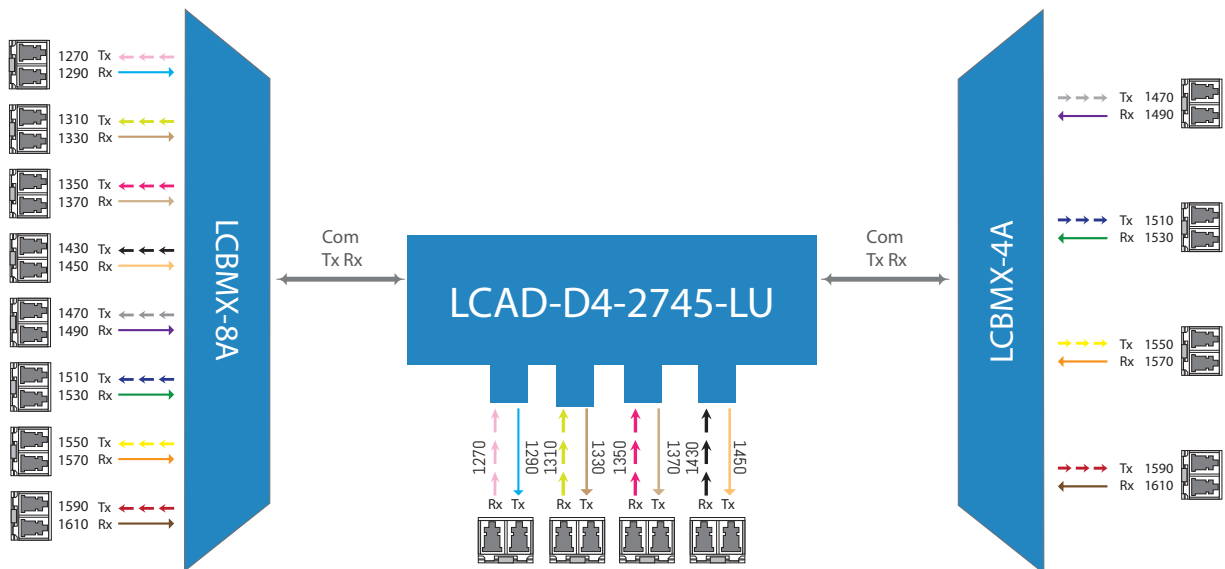 1270 Tx
1290 Rx
1310 Tx
1330 Rx
1350 Tx
1370 Rx
1430 Tx
1450 Rx
1470 Tx
1490 Rx
1510 Tx
1530 Rx
1550 Tx
1570 Rx
1590 Tx
1610 Rx
LCBMX-8A
Com
Tx Rx
LCAD-D4-2745-LU
1270
1290
1310
1330
1350
1370
1430
1450
Rx Tx
Rx Tx
Rx Tx
Rx Tx
Com
Tx Rx
LCBMX-4A
Tx 1470
Rx 1490
Tx 1510
Rx 1530
Tx 1550
Rx 1570
Tx 1590
Rx 1610